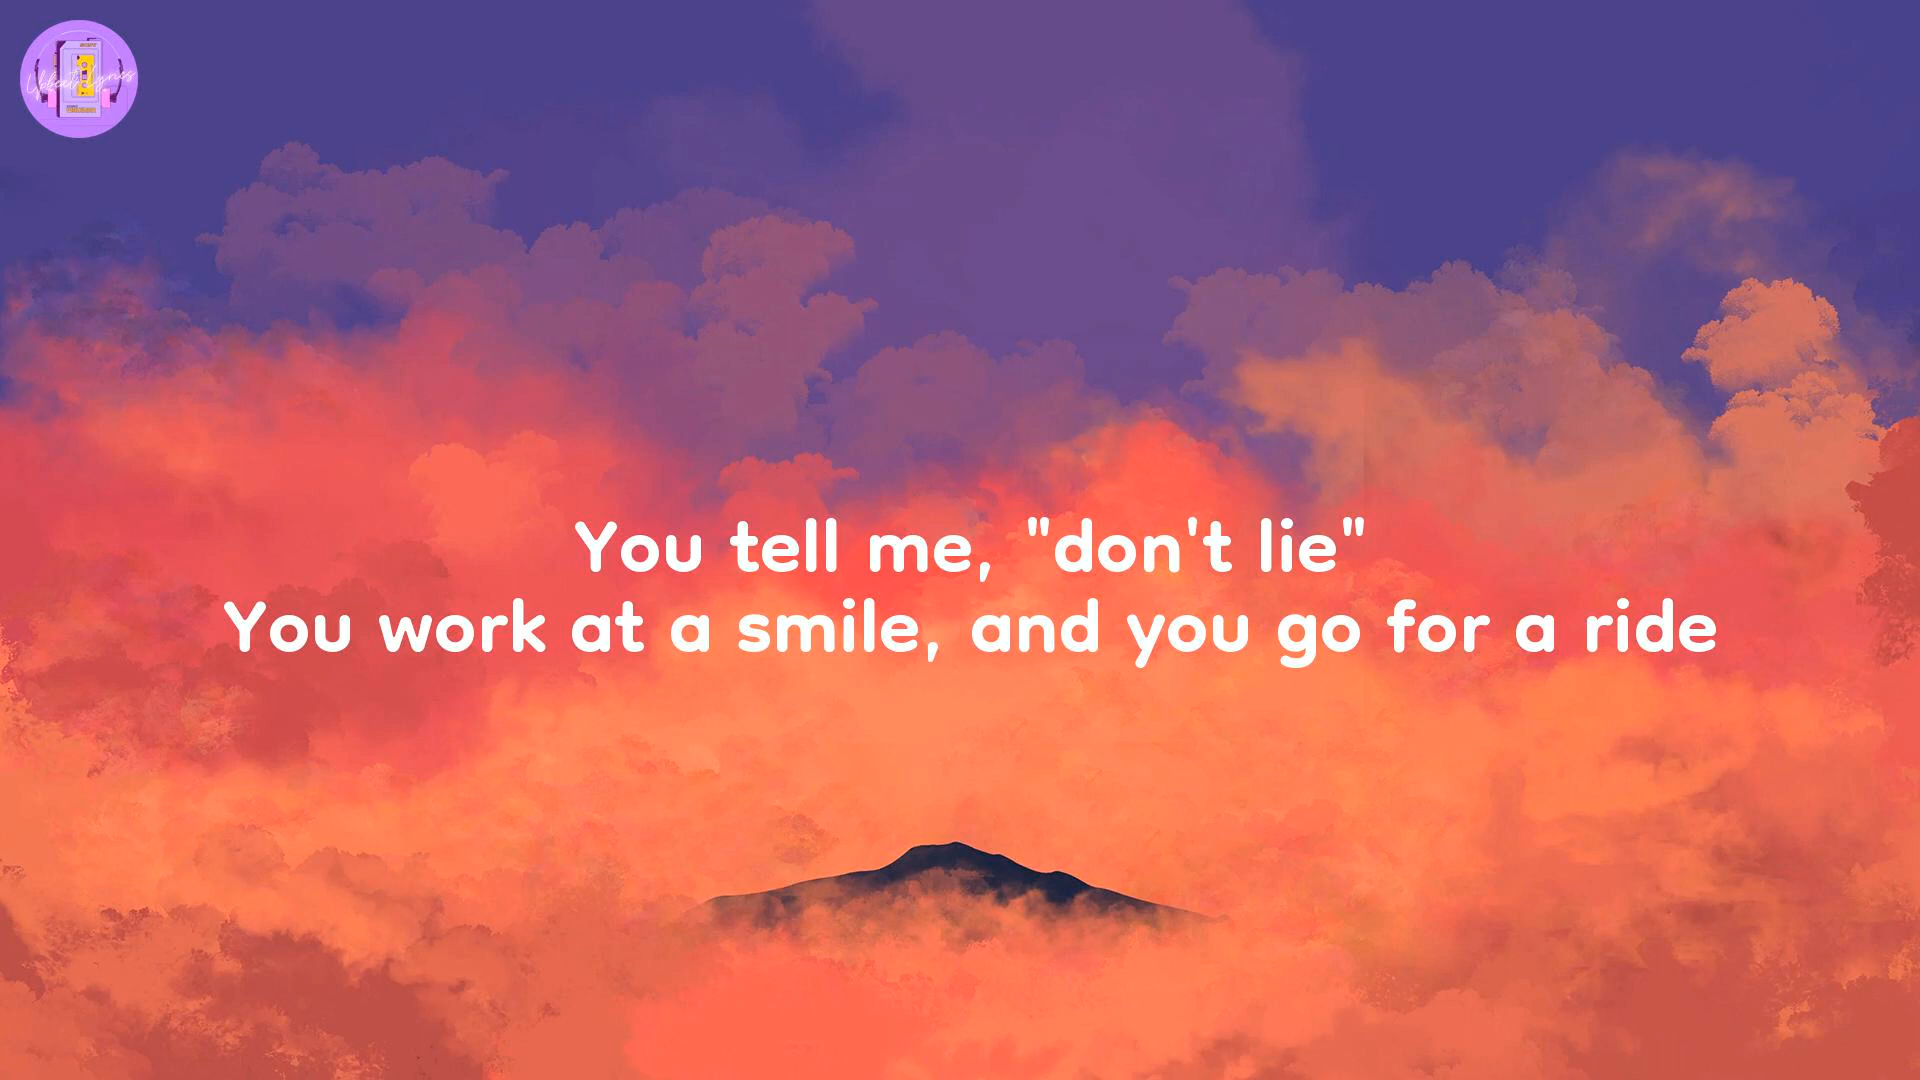 You tell me, "don't lie"
You work at a smile, and you go for a ride